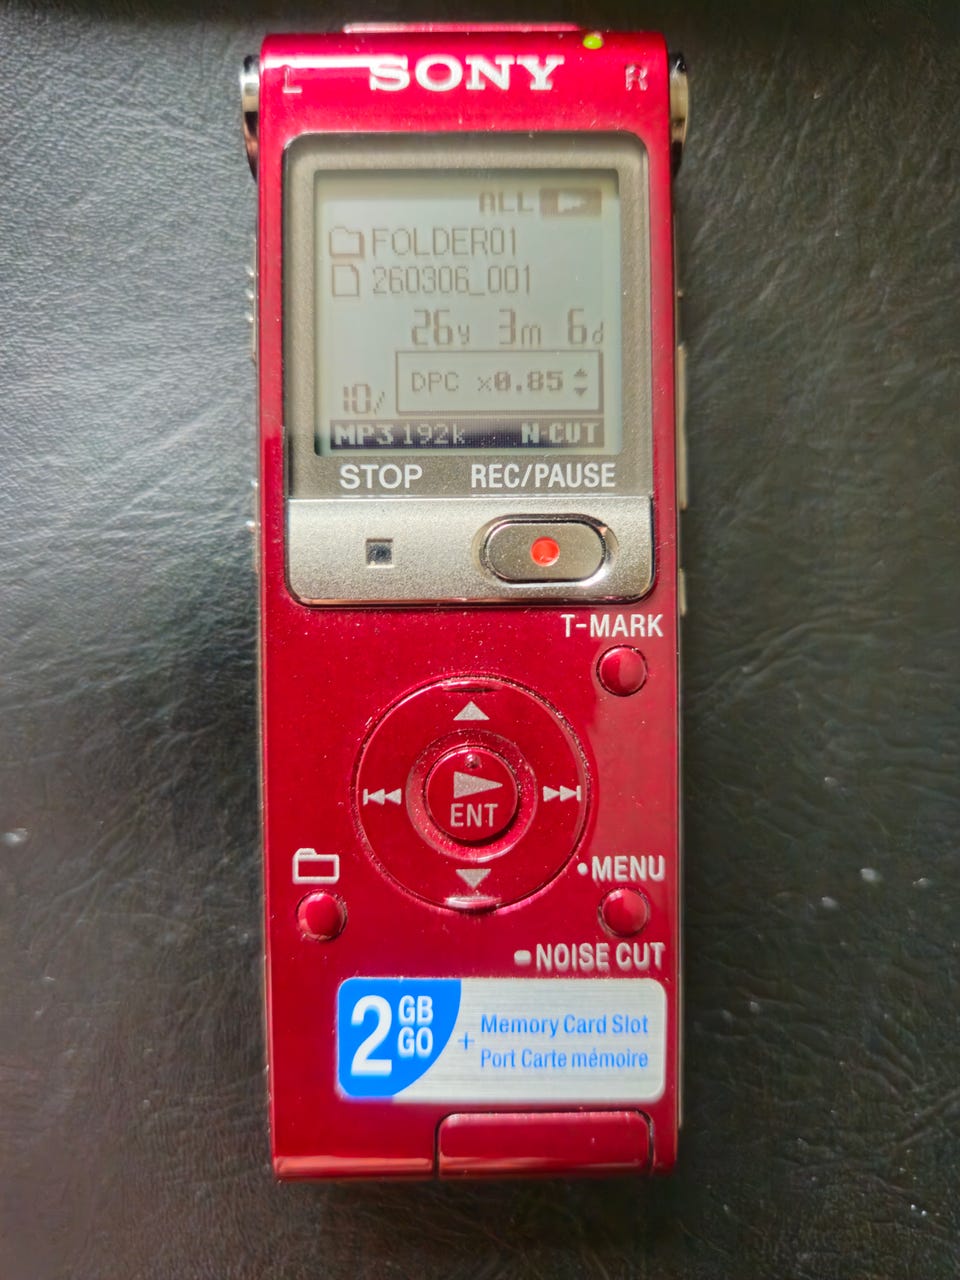 L SONY R
ALL
FOLDER01
260306_001
26y 3m 6d
DPC x0.85
10/
MP3 192k N-CUT
STOP REC/PAUSE
T-MARK
ENT
•MENU
NOISE CUT
2 GB GO + Memory Card Slot
Port Carte mémoire